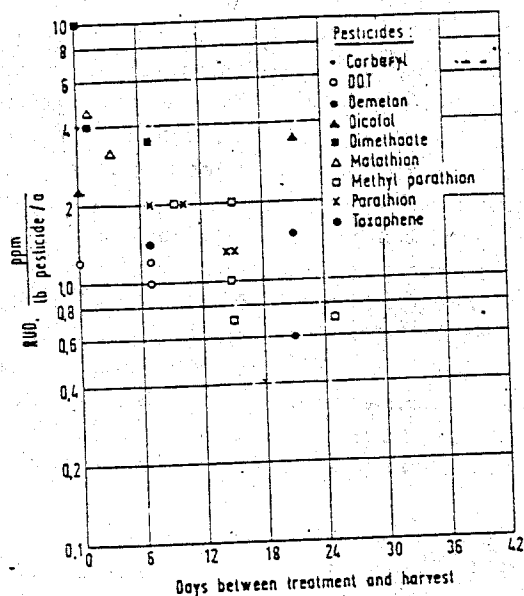 Pesticides :
Carbaryl
DDT
Demeton
Dicofol
Dimethoate
Malathion
Methyl parathion
Parathion
Toxaphene
10
8
6
4
2
1,0
0,8
0,6
0,4
0,2
0,1
RUD, ppm / lb pesticide / a
0 6 12 18 24 30 36 42
Days between treatment and harvest